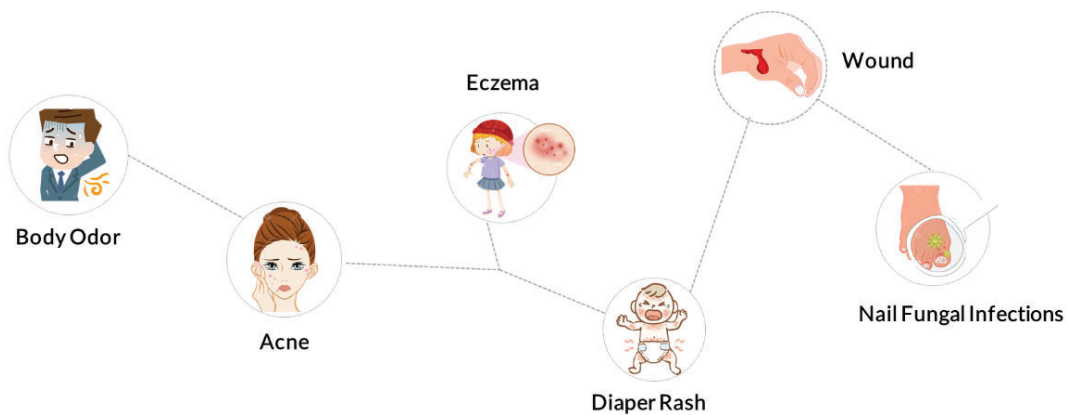 Eczema
Wound
Body Odor
Acne
Nail Fungal Infections
Diaper Rash